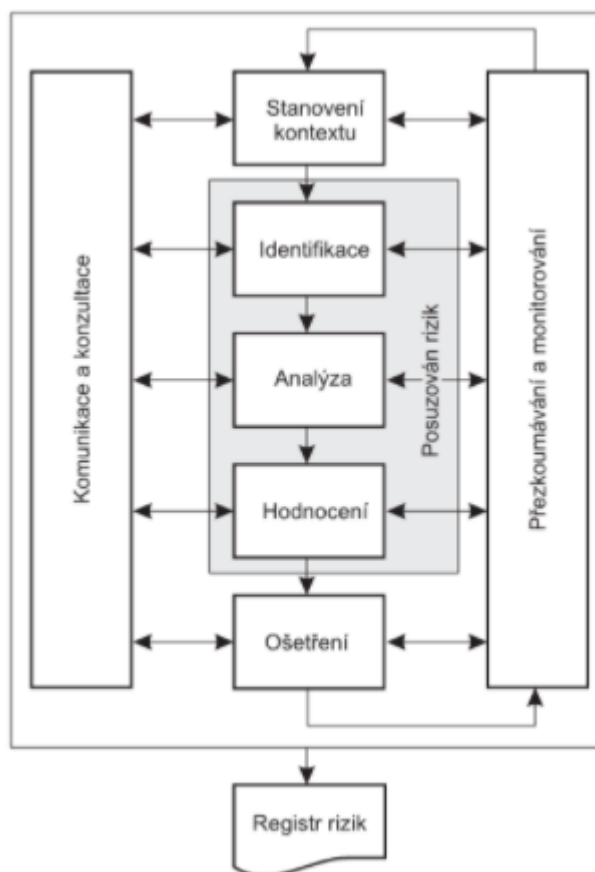 Stanovení
kontextu
Identifikace
Analýza
Hodnocení
Ošetření
Komunikace a konzultace
Posuzován rizik
Přezkoumávání a monitorování
Registr rizik